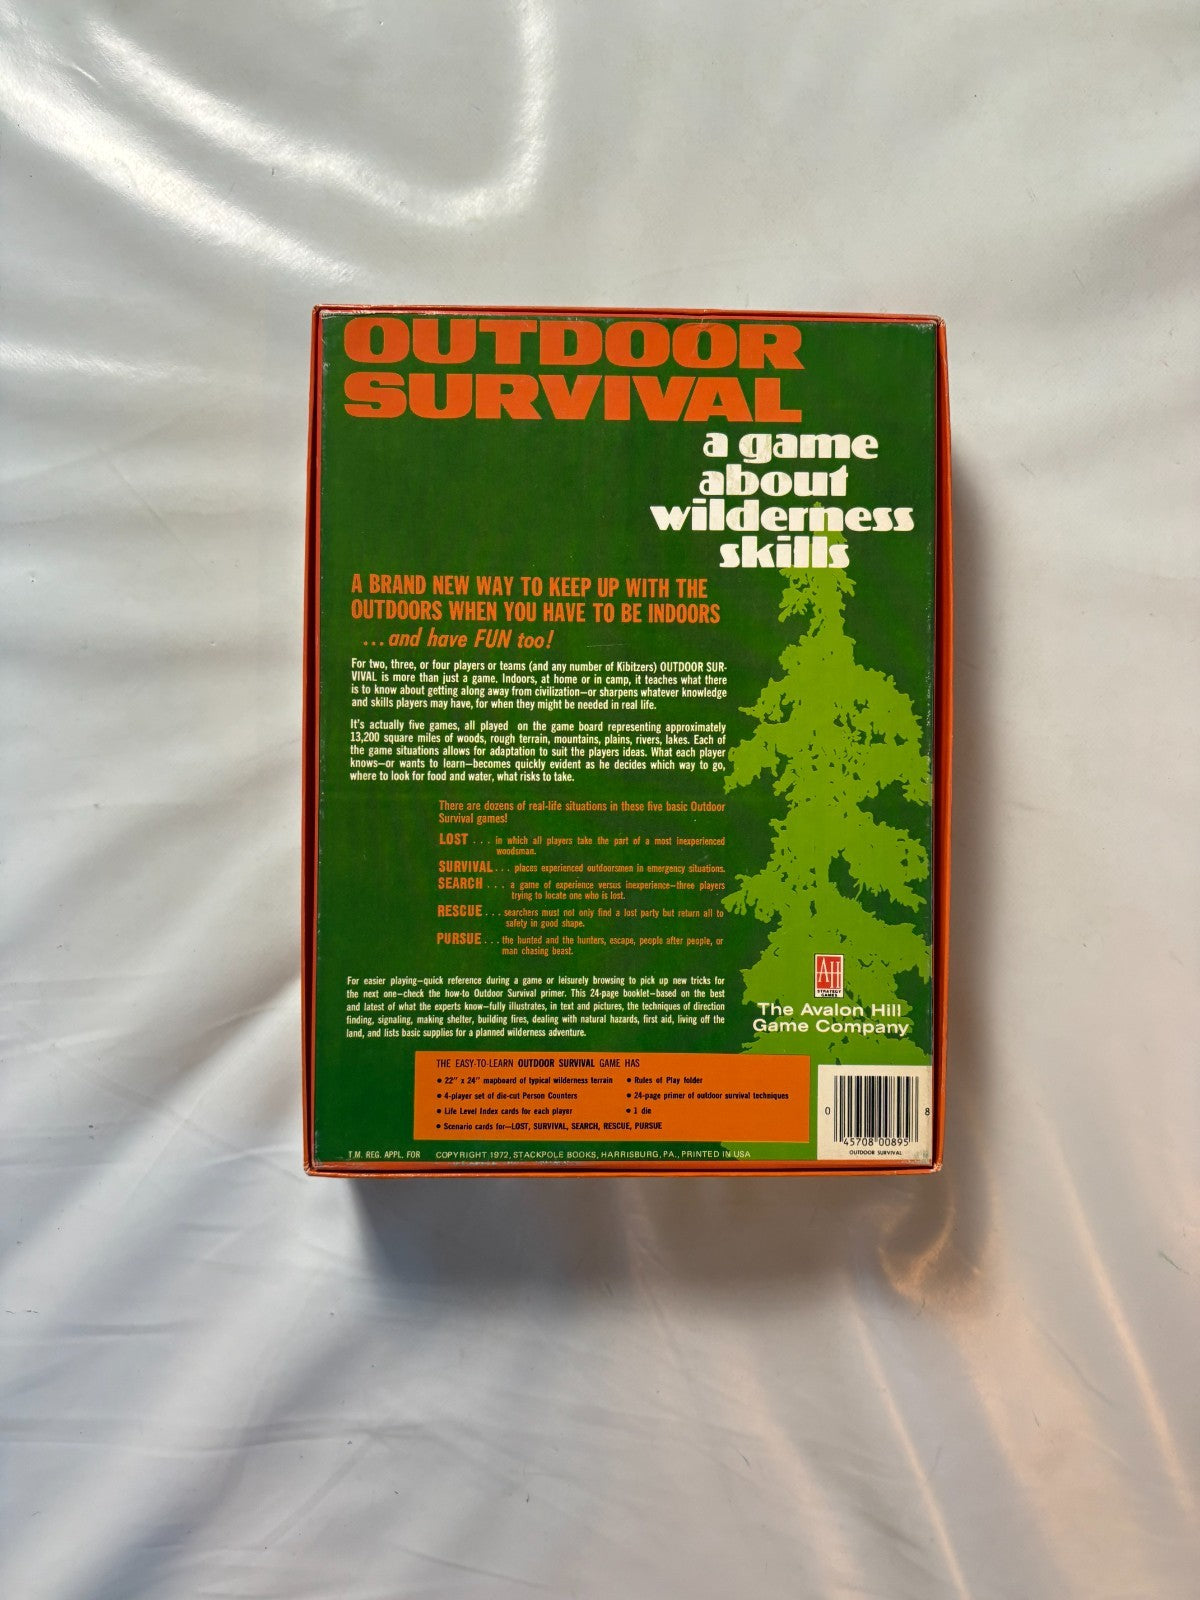 OUTDOOR
SURVIVAL
a game
about
wilderness
skills
A BRAND NEW WAY TO KEEP UP WITH THE
OUTDOORS WHEN YOU HAVE TO BE INDOORS
...and have FUN too!
For two, three, or four players or teams (and any number of Kibitzers) OUTDOOR SUR-
VIVAL is more than just a game. Indoors, at home or in camp, it teaches what there
is to know about getting along away from civilization—or sharpens whatever knowledge
and skills players may have, for when they might be needed in real life.
It's actually five games, all played on the game board representing approximately
13,200 square miles of woods, rough terrain, mountains, plains, rivers, lakes. Each of
the game situations allows for adaptation to suit the players ideas. What each player
knows—or wants to learn—becomes quickly evident as he decides which way to go,
where to look for food and water, what risks to take.
There are dozens of real-life situations in these five basic Outdoor
Survival games!
LOST ... in which all players take the part of a most inexperienced
woodsman.
SURVIVAL... places experienced outdoorsmen in emergency situations.
SEARCH ... a game of experience versus inexperience—three players
trying to locate one who is lost.
RESCUE ... searchers must not only find a lost party but return all to
safety in good shape.
PURSUE ... the hunted and the hunters, escape, people after people, or
man chasing beast.
For easier playing—quick reference during a game or leisurely browsing to pick up new tricks for
the next one—check the how-to Outdoor Survival primer. This 24-page booklet—based on the best
and latest of what the experts know—fully illustrates, in text and pictures, the techniques of direction
finding, signaling, making shelter, building fires, dealing with natural hazards, first aid, living off the
land, and lists basic supplies for a planned wilderness adventure.
AH
STRATEGY
GAMES
The Avalon Hill
Game Company
THE EASY-TO-LEARN OUTDOOR SURVIVAL GAME HAS
• 22" x 24" mapboard of typical wilderness terrain
• 4-player set of die-cut Person Counters
• Life Level Index cards for each player
• Scenario cards for—LOST, SURVIVAL, SEARCH, RESCUE, PURSUE
• Rules of Play folder
• 24-page primer of outdoor survival techniques
• 1 die
0 45708 00895 8
OUTDOOR SURVIVAL
T.M. REG. APPL. FOR COPYRIGHT 1972, STACKPOLE BOOKS, HARRISBURG, PA., PRINTED IN USA